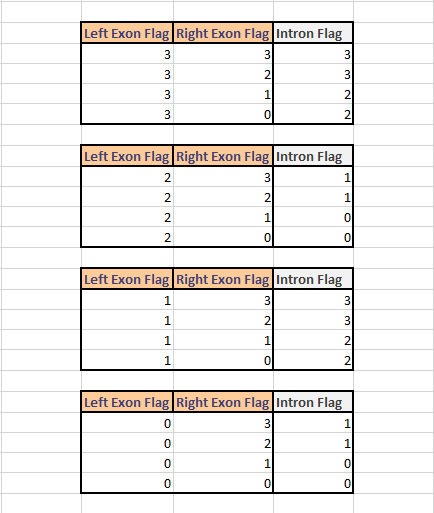 Left Exon Flag Right Exon Flag Intron Flag
3 3 3
3 2 3
3 1 2
3 0 2
Left Exon Flag Right Exon Flag Intron Flag
2 3 1
2 2 1
2 1 0
2 0 0
Left Exon Flag Right Exon Flag Intron Flag
1 3 3
1 2 3
1 1 2
1 0 2
Left Exon Flag Right Exon Flag Intron Flag
0 3 1
0 2 1
0 1 0
0 0 0